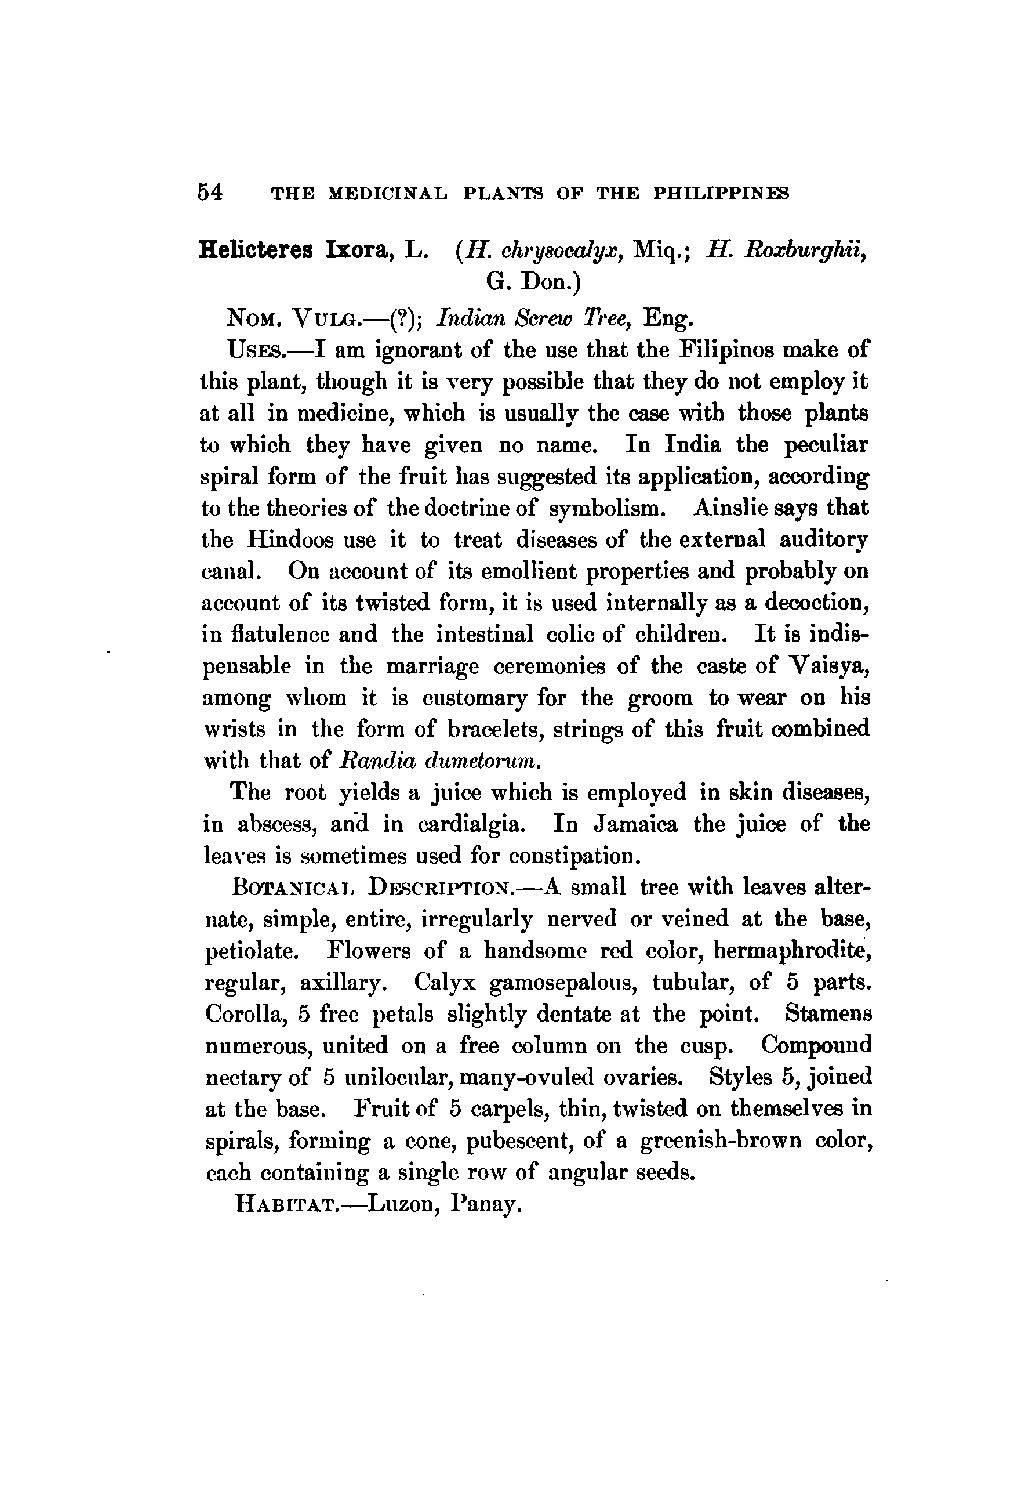 54 THE MEDICINAL PLANTS OF THE PHILIPPINES
Helicteres Ixora, L. (H. chrysocalyx, Miq.; H. Roxburghii,
G. Don.)
NOM. VULG.—(?); Indian Screw Tree, Eng.
USES.—I am ignorant of the use that the Filipinos make of
this plant, though it is very possible that they do not employ it
at all in medicine, which is usually the case with those plants
to which they have given no name. In India the peculiar
spiral form of the fruit has suggested its application, according
to the theories of the doctrine of symbolism. Ainslie says that
the Hindoos use it to treat diseases of the external auditory
canal. On account of its emollient properties and probably on
account of its twisted form, it is used internally as a decoction,
in flatulence and the intestinal colic of children. It is indis-
pensable in the marriage ceremonies of the caste of Vaisya,
among whom it is customary for the groom to wear on his
wrists in the form of bracelets, strings of this fruit combined
with that of Randia dumetorum.
The root yields a juice which is employed in skin diseases,
in abscess, and in cardialgia. In Jamaica the juice of the
leaves is sometimes used for constipation.
BOTANICAL DESCRIPTION.—A small tree with leaves alter-
nate, simple, entire, irregularly nerved or veined at the base,
petiolate. Flowers of a handsome red color, hermaphrodite,
regular, axillary. Calyx gamosepalous, tubular, of 5 parts.
Corolla, 5 free petals slightly dentate at the point. Stamens
numerous, united on a free column on the cusp. Compound
nectary of 5 unilocular, many-ovuled ovaries. Styles 5, joined
at the base. Fruit of 5 carpels, thin, twisted on themselves in
spirals, forming a cone, pubescent, of a greenish-brown color,
each containing a single row of angular seeds.
HABITAT.—Luzon, Panay.